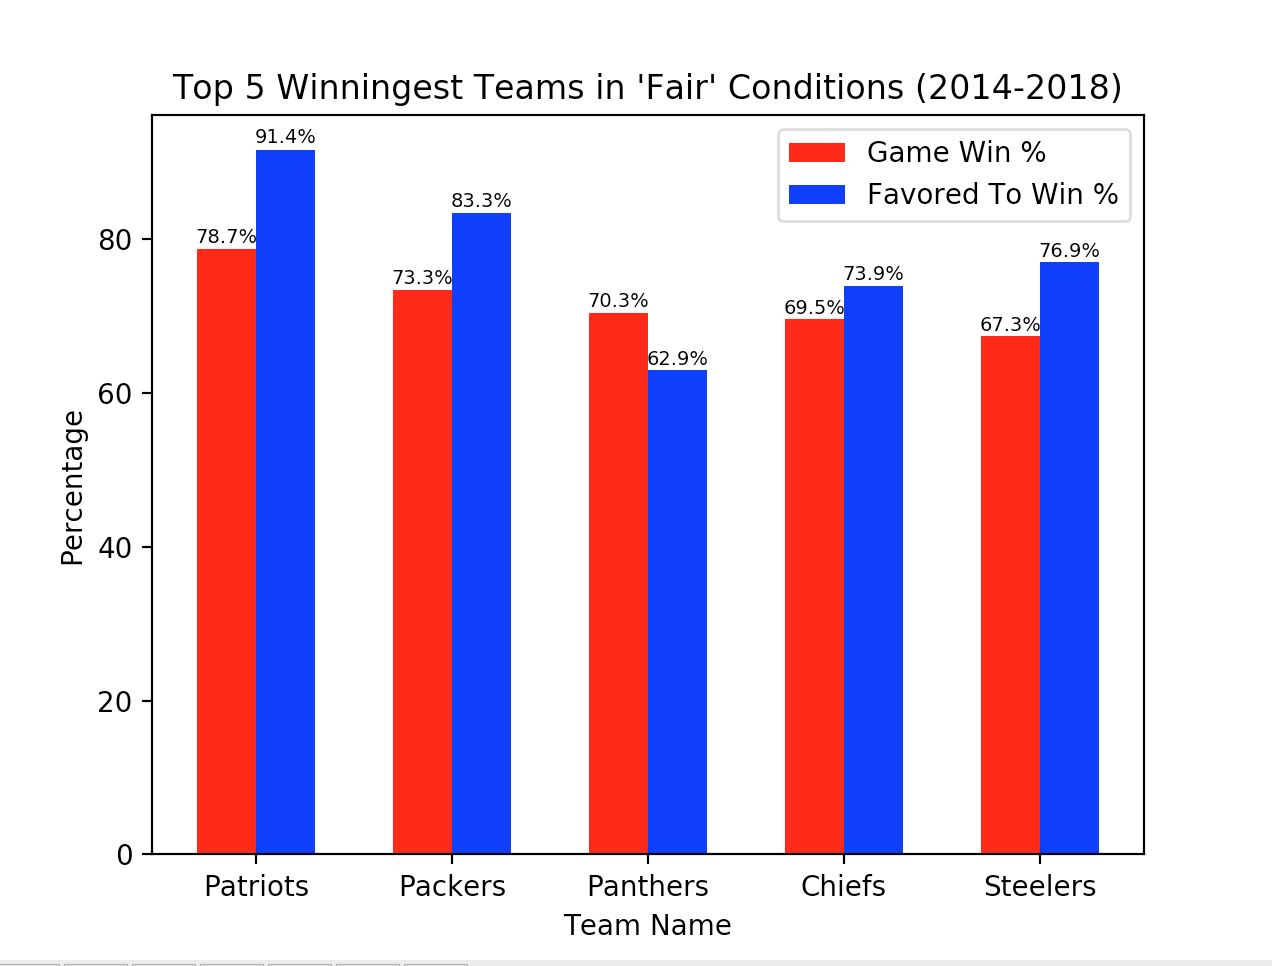 Top 5 Winningest Teams in 'Fair' Conditions (2014-2018)
Game Win %
Favored To Win %
91.4%
83.3%
78.7%
73.3%
70.3%
62.9%
69.5%
73.9%
67.3%
76.9%
80
60
40
20
0
Percentage
Patriots Packers Panthers Chiefs Steelers
Team Name